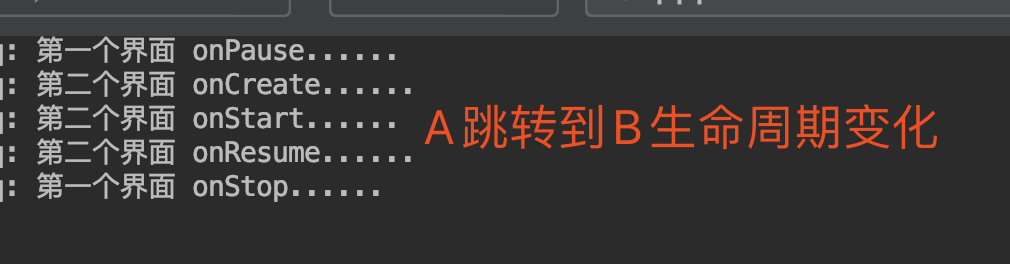 q: 第一个界面 onPause......
q: 第二个界面 onCreate......
q: 第二个界面 onStart......
A跳转到B生命周期变化
q: 第二个界面 onResume......
q: 第一个界面 onStop......